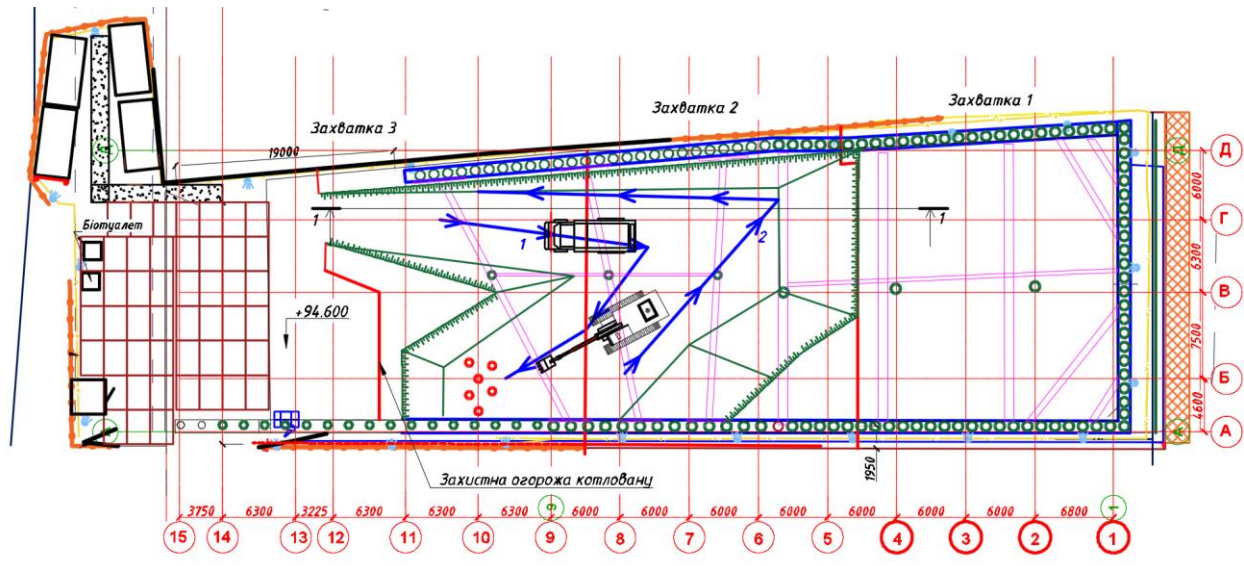 Захватка 1
Захватка 2
Захватка 3
19000
Д
Д
6000
1
1
Г
Біотуалет
1
2
6300
В
+94.600
7500
Б
4600
А
А
1950
Захистна огорожа котловану
3750 6300 3225 6300 6300 6300 6000 6000 6000 6000 6000 6000 6000 6800
Э 1
15 14 13 12 11 10 9 8 7 6 5 4 3 2 1